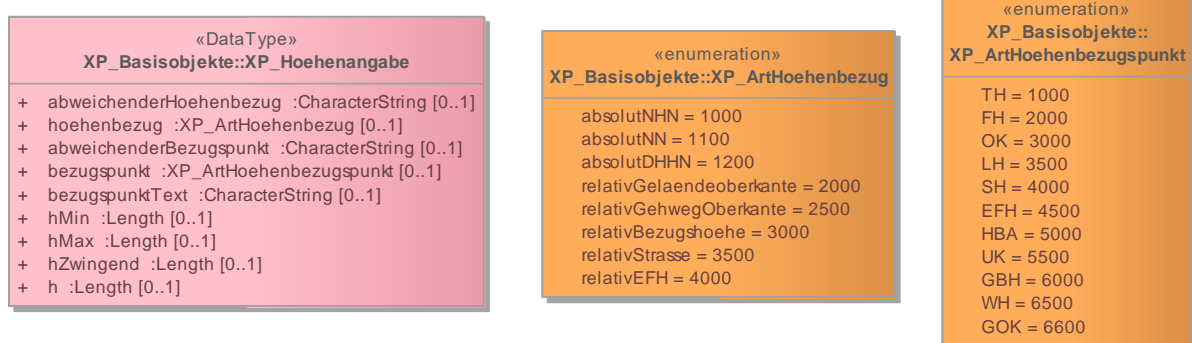 «DataType»
XP_Basisobjekte::XP_Hoehenangabe
+ abweichenderHoehenbezug :CharacterString [0..1]
+ hoehenbezug :XP_ArtHoehenbezug [0..1]
+ abweichenderBezugspunkt :CharacterString [0..1]
+ bezugspunkt :XP_ArtHoehenbezugspunkt [0..1]
+ bezugspunktText :CharacterString [0..1]
+ hMin :Length [0..1]
+ hMax :Length [0..1]
+ hZwingend :Length [0..1]
+ h :Length [0..1]
«enumeration»
XP_Basisobjekte::XP_ArtHoehenbezug
absolutNHN = 1000
absolutNN = 1100
absolutDHHN = 1200
relativGelaendeoberkante = 2000
relativGehwegOberkante = 2500
relativBezugshoehe = 3000
relativStrasse = 3500
relativEFH = 4000
«enumeration»
XP_Basisobjekte::
XP_ArtHoehenbezugspunkt
TH = 1000
FH = 2000
OK = 3000
LH = 3500
SH = 4000
EFH = 4500
HBA = 5000
UK = 5500
GBH = 6000
WH = 6500
GOK = 6600